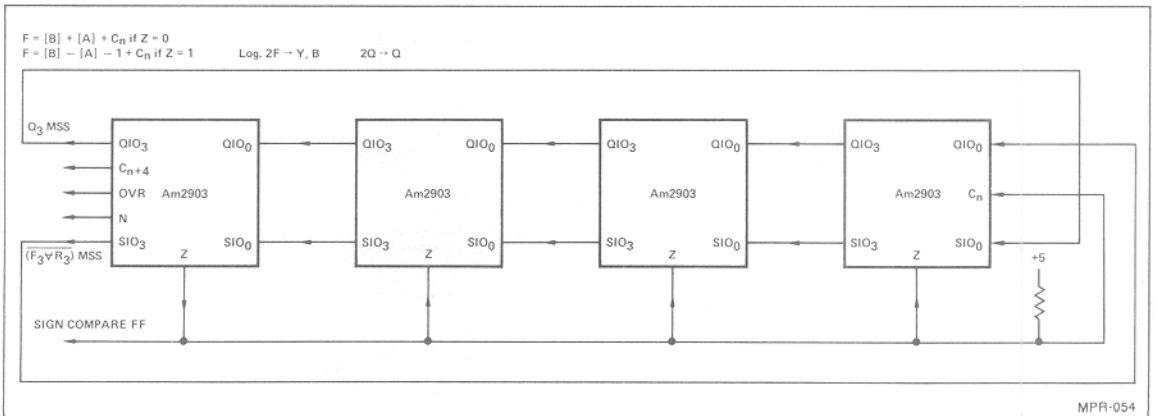 F = [B] + [A] + Cn if Z = 0
F = [B] − [A] − 1 + Cn if Z = 1 Log. 2F → Y, B 2Q → Q
Q3 MSS
QIO3 QIO0 QIO3 QIO0 QIO3 QIO0 QIO3 QIO0
Cn+4
OVR Am2903 Am2903 Am2903 Am2903 Cn
N
SIO3 SIO0 SIO3 SIO0 SIO3 SIO0 SIO3 SIO0
(F3∀R3) MSS
Z Z Z Z
+5
SIGN COMPARE FF
MPR-054